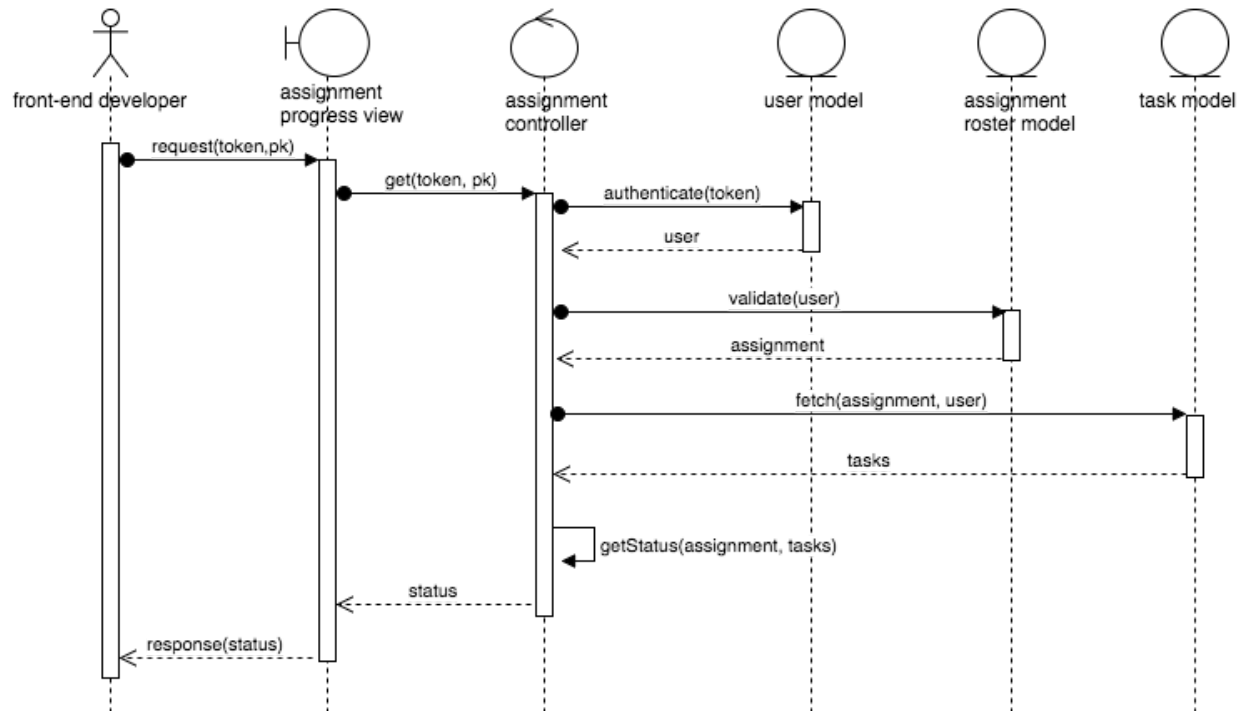 front-end developer
assignment
progress view
assignment
controller
user model
assignment
roster model
task model
request(token,pk)
get(token, pk)
authenticate(token)
user
validate(user)
assignment
fetch(assignment, user)
tasks
getStatus(assignment, tasks)
status
response(status)